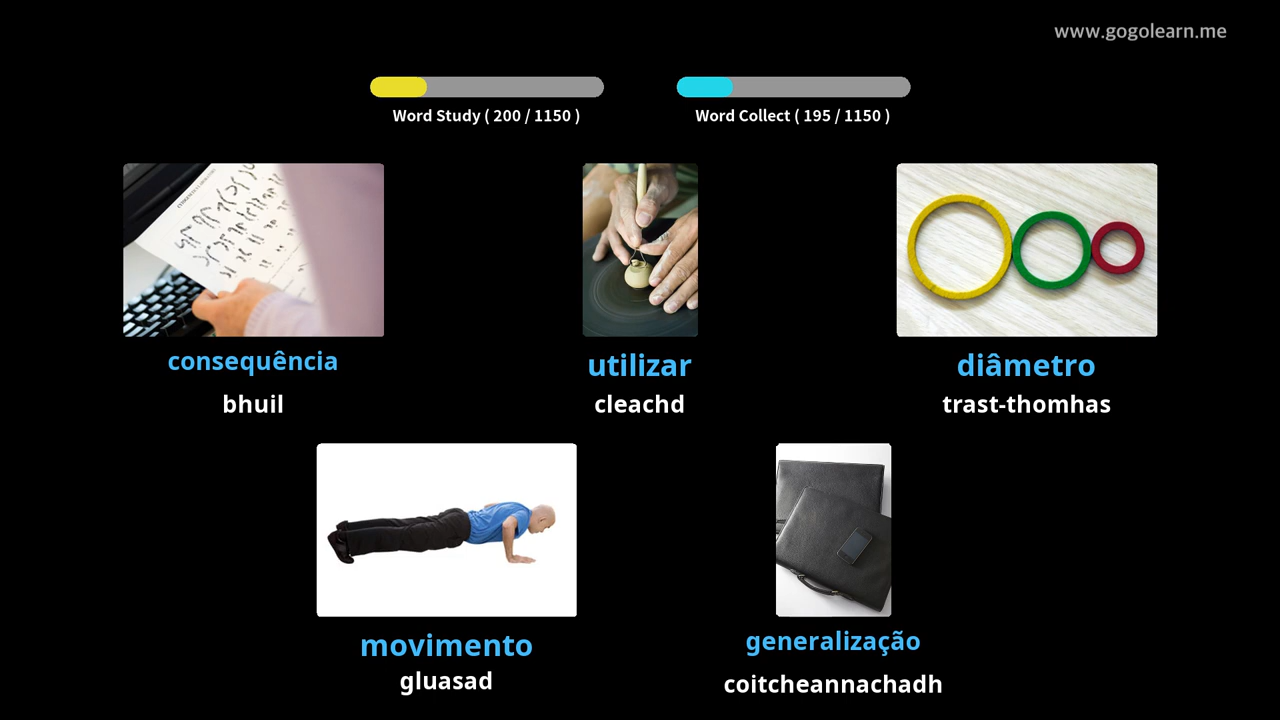 www.gogolearn.me
Word Study ( 200 / 1150 )
Word Collect ( 195 / 1150 )
consequência
utilizar
diâmetro
bhuil
cleachd
trast-thomhas
movimento
generalização
gluasad
coitcheannachadh